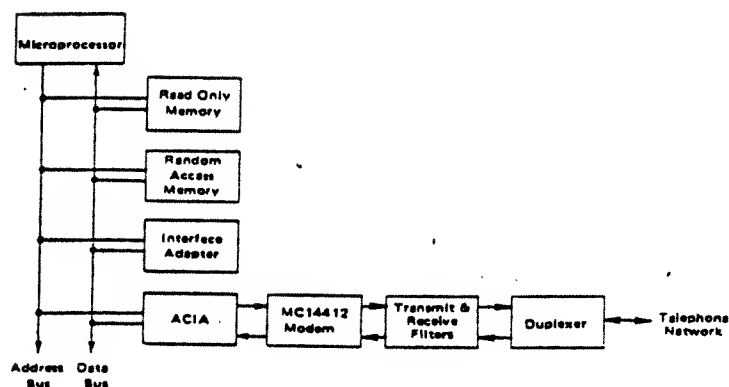 Microprocessor
Read Only
Memory
Random
Access
Memory
Interface
Adapter
ACIA
MC14412
Modem
Transmit &
Receive
Filters
Duplexer
Telephone
Network
Address
Bus
Data
Bus